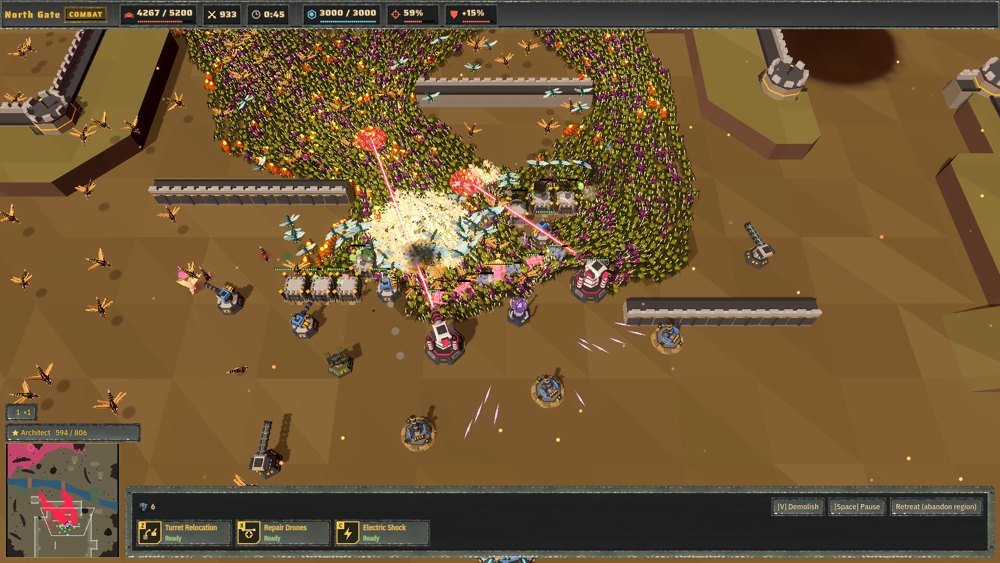 North Gate COMBAT 4267 / 5200 933 0:45 3000 / 3000 59% +15%
1 ×1
Architect 594 / 806
6
[V] Demolish [Space] Pause Retreat (abandon region)
Z Turret Relocation X Repair Drones C Electric Shock
Ready Ready Ready